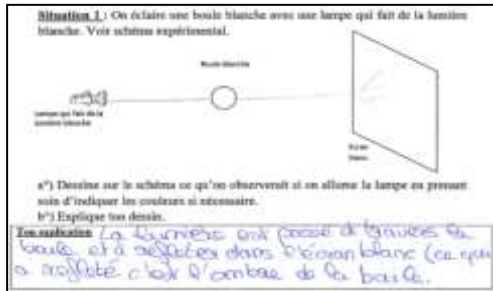 Situation 1 : On éclaire une boule blanche avec une lampe qui fait de la lumière
blanche. Voir schéma expérimental.
Boule blanche
Lampe qui fait de la
lumière blanche
Ecran
blanc
a°) Dessine sur le schéma ce qu'on observerait si on allume la lampe en prenant
soin d'indiquer les couleurs si nécessaire.
b°) Explique ton dessin.
Ton explication La lumière ont passé à travers la
boule et à reflotes dans l'écran blanc (ce qui
a refloté c'est l'ombre de la boule.